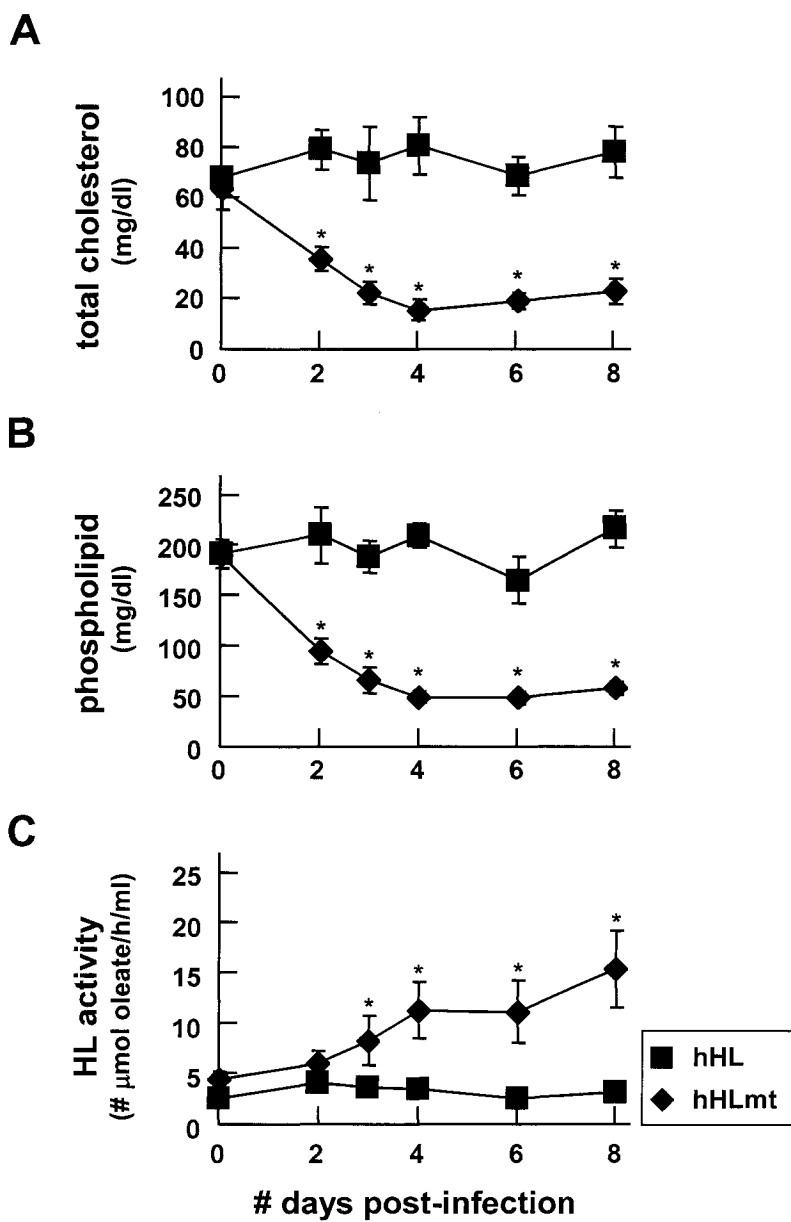 A
total cholesterol
(mg/dl)
100
80
60
40
20
0
* * * * *
0 2 4 6 8
B
phospholipid
(mg/dl)
250
200
150
100
50
0
* * * * *
0 2 4 6 8
C
HL activity
(# µmol oleate/h/ml)
25
20
15
10
5
0
* * * *
0 2 4 6 8
# days post-infection
hHL
hHLmt